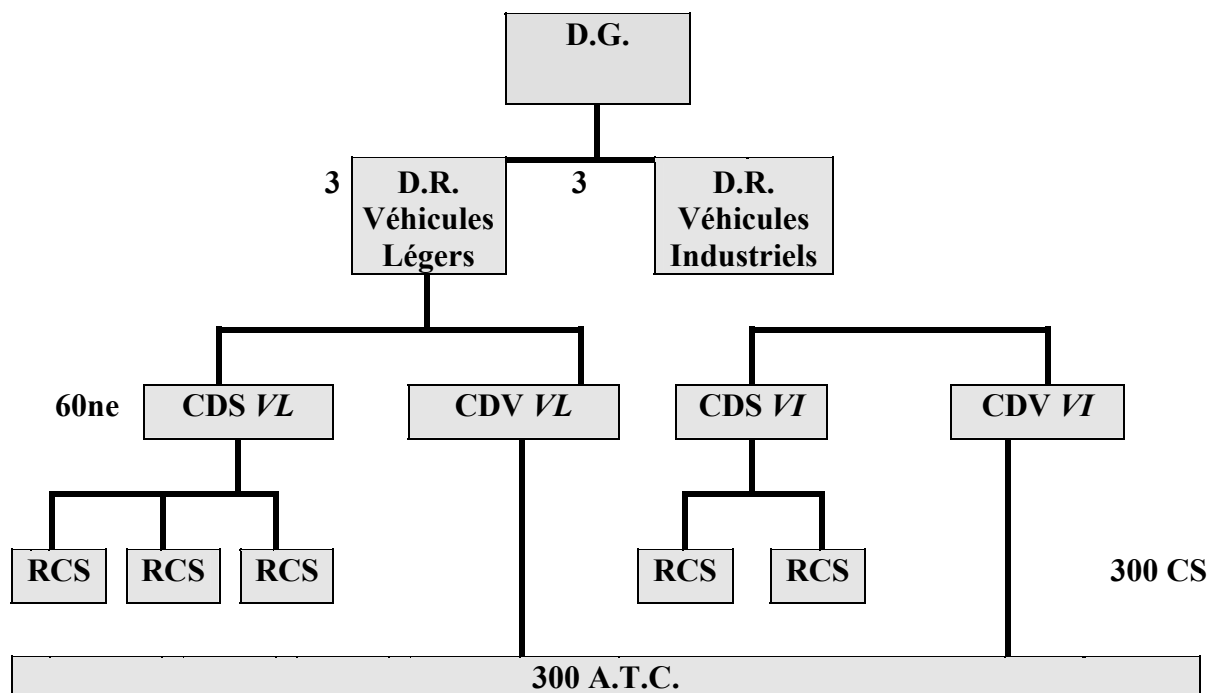 D.G.
3
D.R.
Véhicules
Légers
3
D.R.
Véhicules
Industriels
60ne
CDS VL
CDV VL
CDS VI
CDV VI
RCS
RCS
RCS
RCS
RCS
300 CS
300 A.T.C.